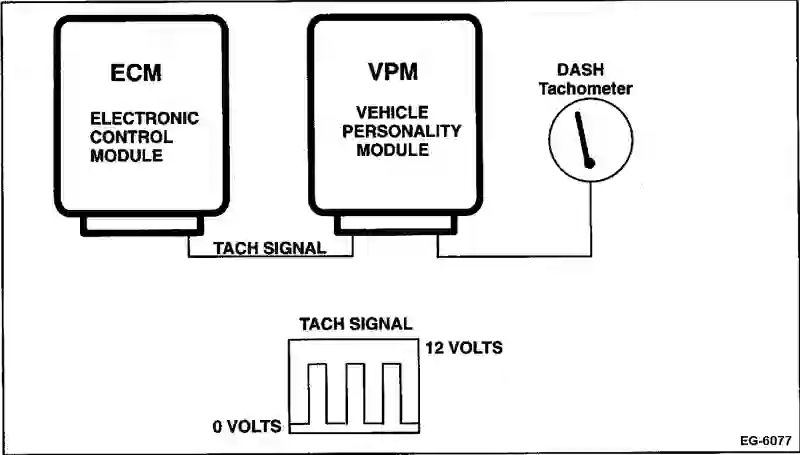 ECM
ELECTRONIC
CONTROL
MODULE
VPM
VEHICLE
PERSONALITY
MODULE
DASH
Tachometer
TACH SIGNAL
TACH SIGNAL
12 VOLTS
0 VOLTS
EG-6077